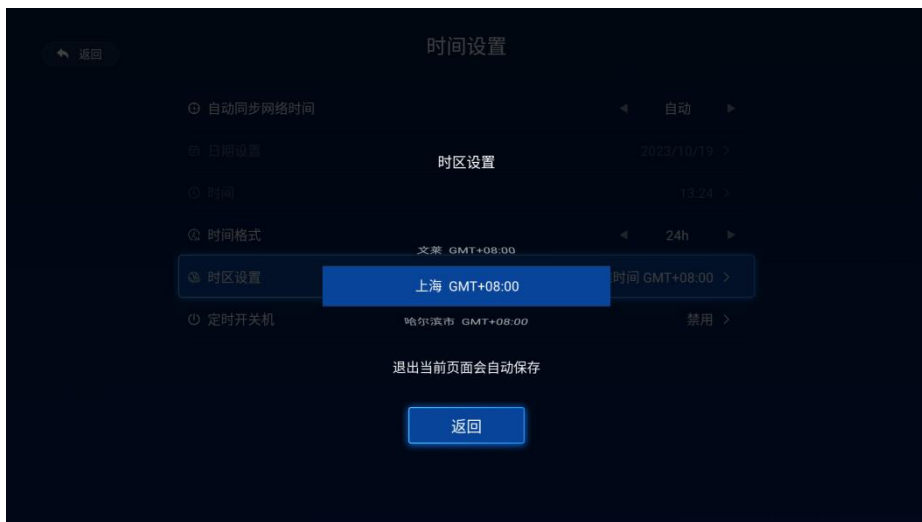 返回
时间设置
自动同步网络时间 自动
日期设置 2023/10/19
时区设置
时间 13:24
时间格式 24h
文莱 GMT+08:00
时区设置 时间 GMT+08:00
上海 GMT+08:00
定时开关机 禁用
哈尔滨市 GMT+08:00
退出当前页面会自动保存
返回